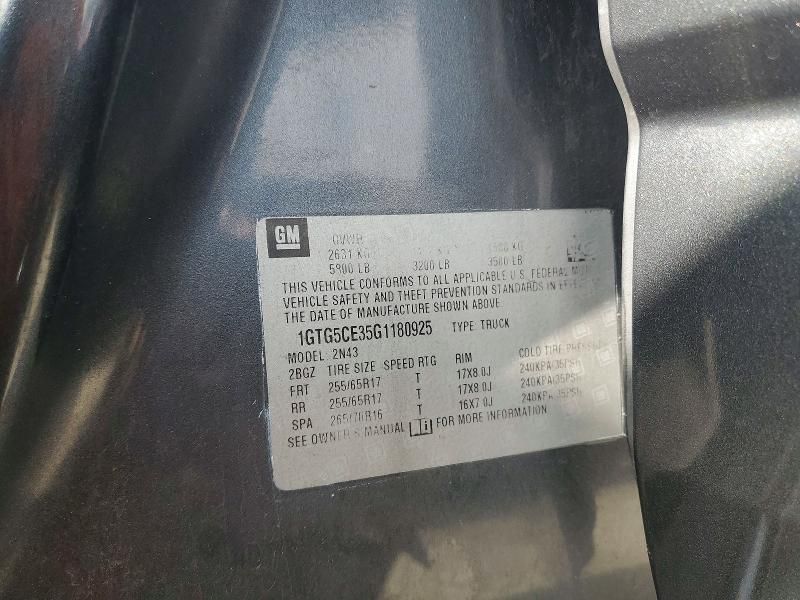 GM
GVWR
2631 KG
5900 LB 3200 LB 3500 LB
THIS VEHICLE CONFORMS TO ALL APPLICABLE U.S. FEDERAL
VEHICLE SAFETY AND THEFT PREVENTION STANDARDS IN EFFECT
THE DATE OF MANUFACTURE SHOWN ABOVE
1GTG5CE35G1180925 TYPE: TRUCK
MODEL: 2N43
2BGZ TIRE SIZE SPEED RTG RIM COLD TIRE PRESSURE
FRT 255/65R17 T 17X8.0J 240KPA(35PSI)
RR 255/65R17 T 17X8.0J 240KPA(35PSI)
SPA 265/70R16 T 16X7.0J 240KPA(35PSI)
SEE OWNER'S MANUAL FOR MORE INFORMATION